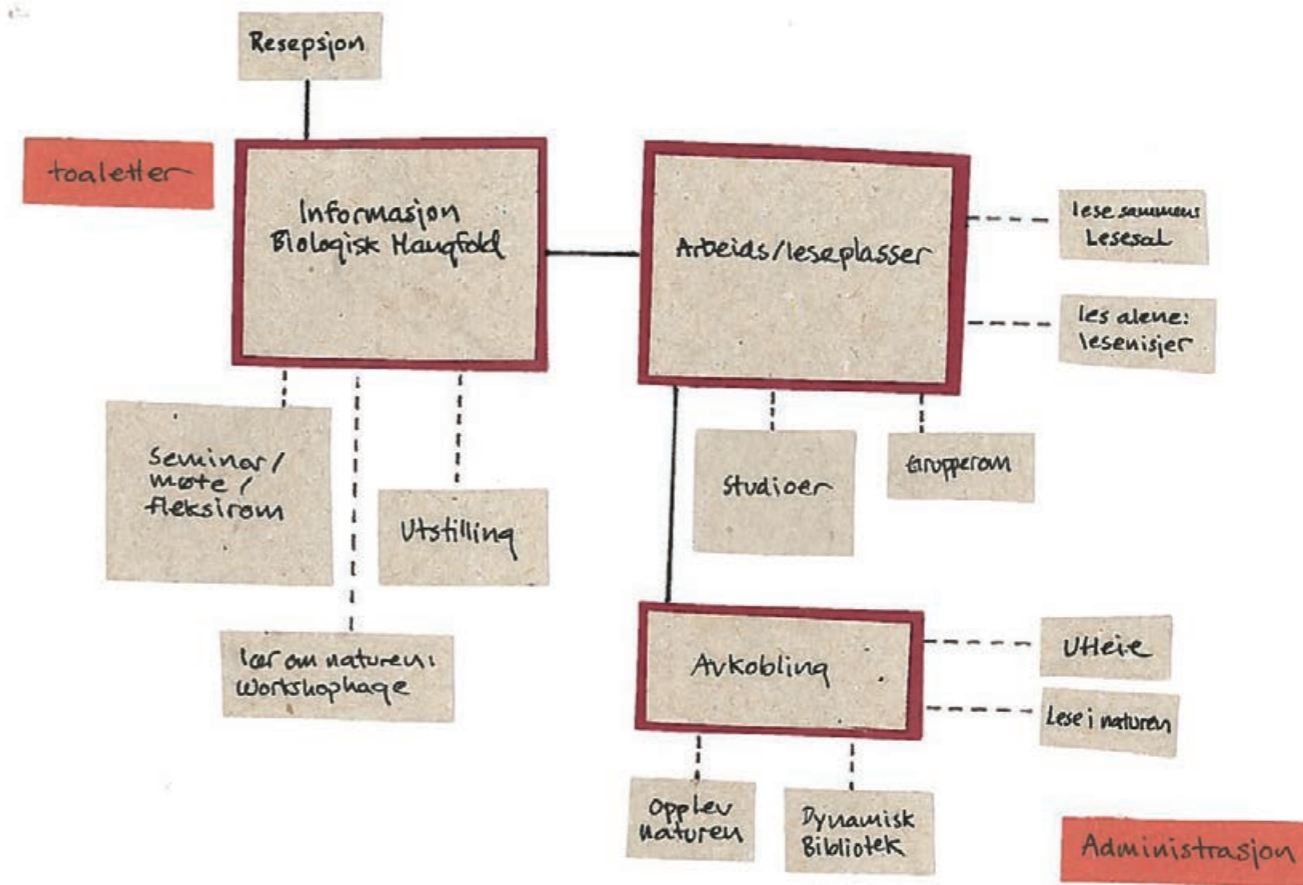 Resepsjon
toaletter
Informasjon
Biologisk Mangfold
Arbeids/leseplasser
lese sammens
Lesesal
les alene:
lesenisjer
Seminar/
møte/
fleksirom
Utstilling
Studioer
Grupperom
lær om naturen:
Workshophage
Avkobling
Utleie
Lese i naturen
Opplev
naturen
Dynamisk
Bibliotek
Administrasjon